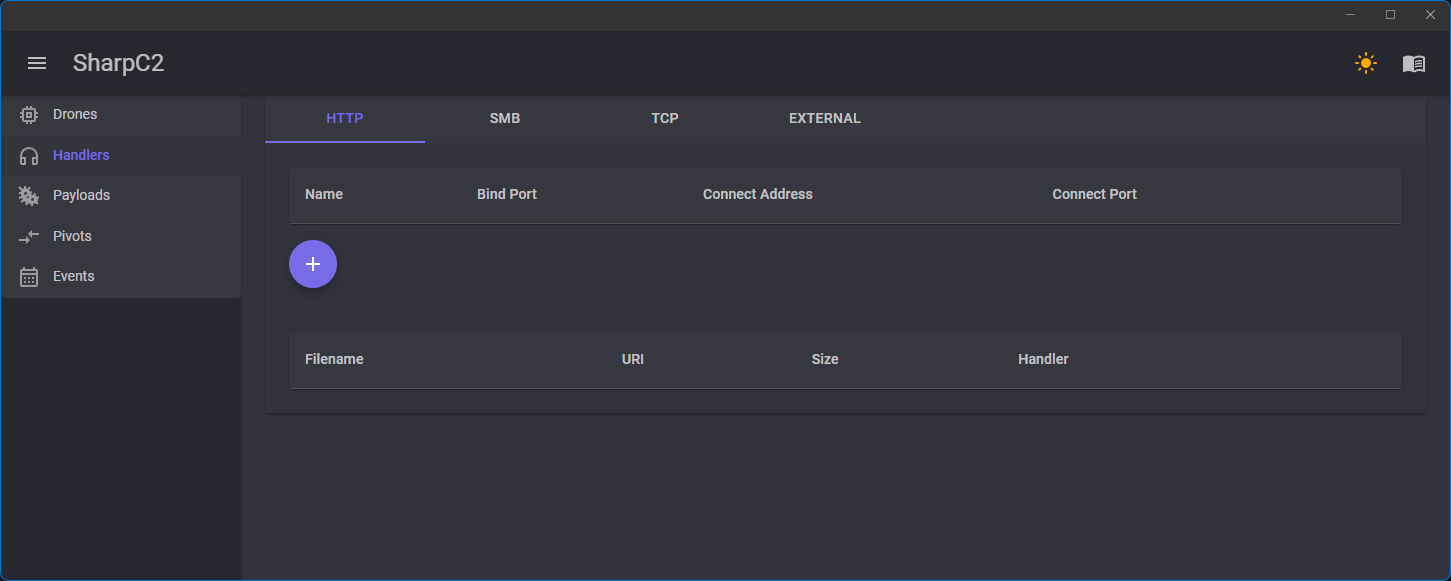 SharpC2
Drones
Handlers
Payloads
Pivots
Events
HTTP SMB TCP EXTERNAL
Name Bind Port Connect Address Connect Port
Filename URI Size Handler